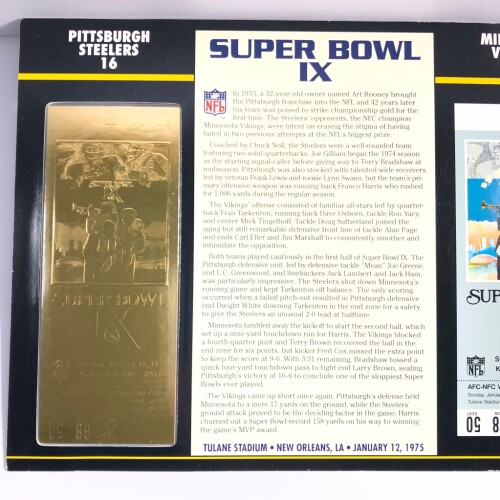 PITTSBURGH
STEELERS
16
SUPER BOWL
IX
NFL
In 1933, a 32-year-old owner named Art Rooney brought
the Pittsburgh franchise into the NFL and 42 years later
his team was poised to strike championship gold for the
first time. The Steelers' opponents, the NFC champion
Minnesota Vikings, were intent on erasing the stigma of having
failed in two previous attempts at the NFL's biggest prize.
Coached by Chuck Noll, the Steelers were a well-rounded team
featuring two solid quarterbacks. Joe Gilliam began the 1974 season
as the starting signal-caller before giving way to Terry Bradshaw at
midseason. Pittsburgh was also stocked with talented wide receivers
led by veteran Frank Lewis and rookie Lynn Swann, but the team's pri-
mary offensive weapon was running back Franco Harris who rushed
for 1,006 yards during the regular season.
The Vikings' offense consisted of familiar all-stars led by quarter-
back Fran Tarkenton, running back Dave Osborn, tackle Ron Yary,
and center Mick Tingelhoff. Tackle Doug Sutherland joined the
aging but still remarkable defensive front line of tackle Alan Page
and ends Carl Eller and Jim Marshall to consistently smother and
intimidate the opposition.
Both teams played cautiously in the first half of Super Bowl IX. The
Pittsburgh defensive unit, led by defensive tackle "Mean" Joe Greene,
end L.C. Greenwood, and linebackers Jack Lambert and Jack Ham,
was particularly impressive. The Steelers shut down Minnesota's
running game and kept Tarkenton off balance. The only scoring
occurred when a failed pitch-out resulted in Pittsburgh defensive
end Dwight White downing Tarkenton in the end zone for a safety
to give the Steelers an unusual 2-0 lead at halftime.
Minnesota fumbled away the kickoff to start the second half, which
set up a nine-yard touchdown run for Harris. The Vikings blocked
a fourth quarter punt and Terry Brown recovered the ball in the
end zone for six points, but kicker Fred Cox missed the extra point
to keep the score at 9-6. With 3:31 remaining, Bradshaw tossed a
quick four-yard touchdown pass to tight end Larry Brown, sealing
Pittsburgh's victory at 16-6 to conclude one of the sloppiest Super
Bowls ever played.
The Vikings came up short once again. Pittsburgh's defense held
Minnesota to a mere 17 yards on the ground, while the Steelers'
ground attack proved to be the deciding factor in the game. Harris
churned out a Super Bowl-record 158 yards on his way to winning
the game's MVP award.
TULANE STADIUM • NEW ORLEANS, LA • JANUARY 12, 1975
SUPER BOWL
IX
50 88
MI
V
SUP
NFL
S
K
AFC-NFC
Sunday, Janua
Tulane Stadiu
50 8